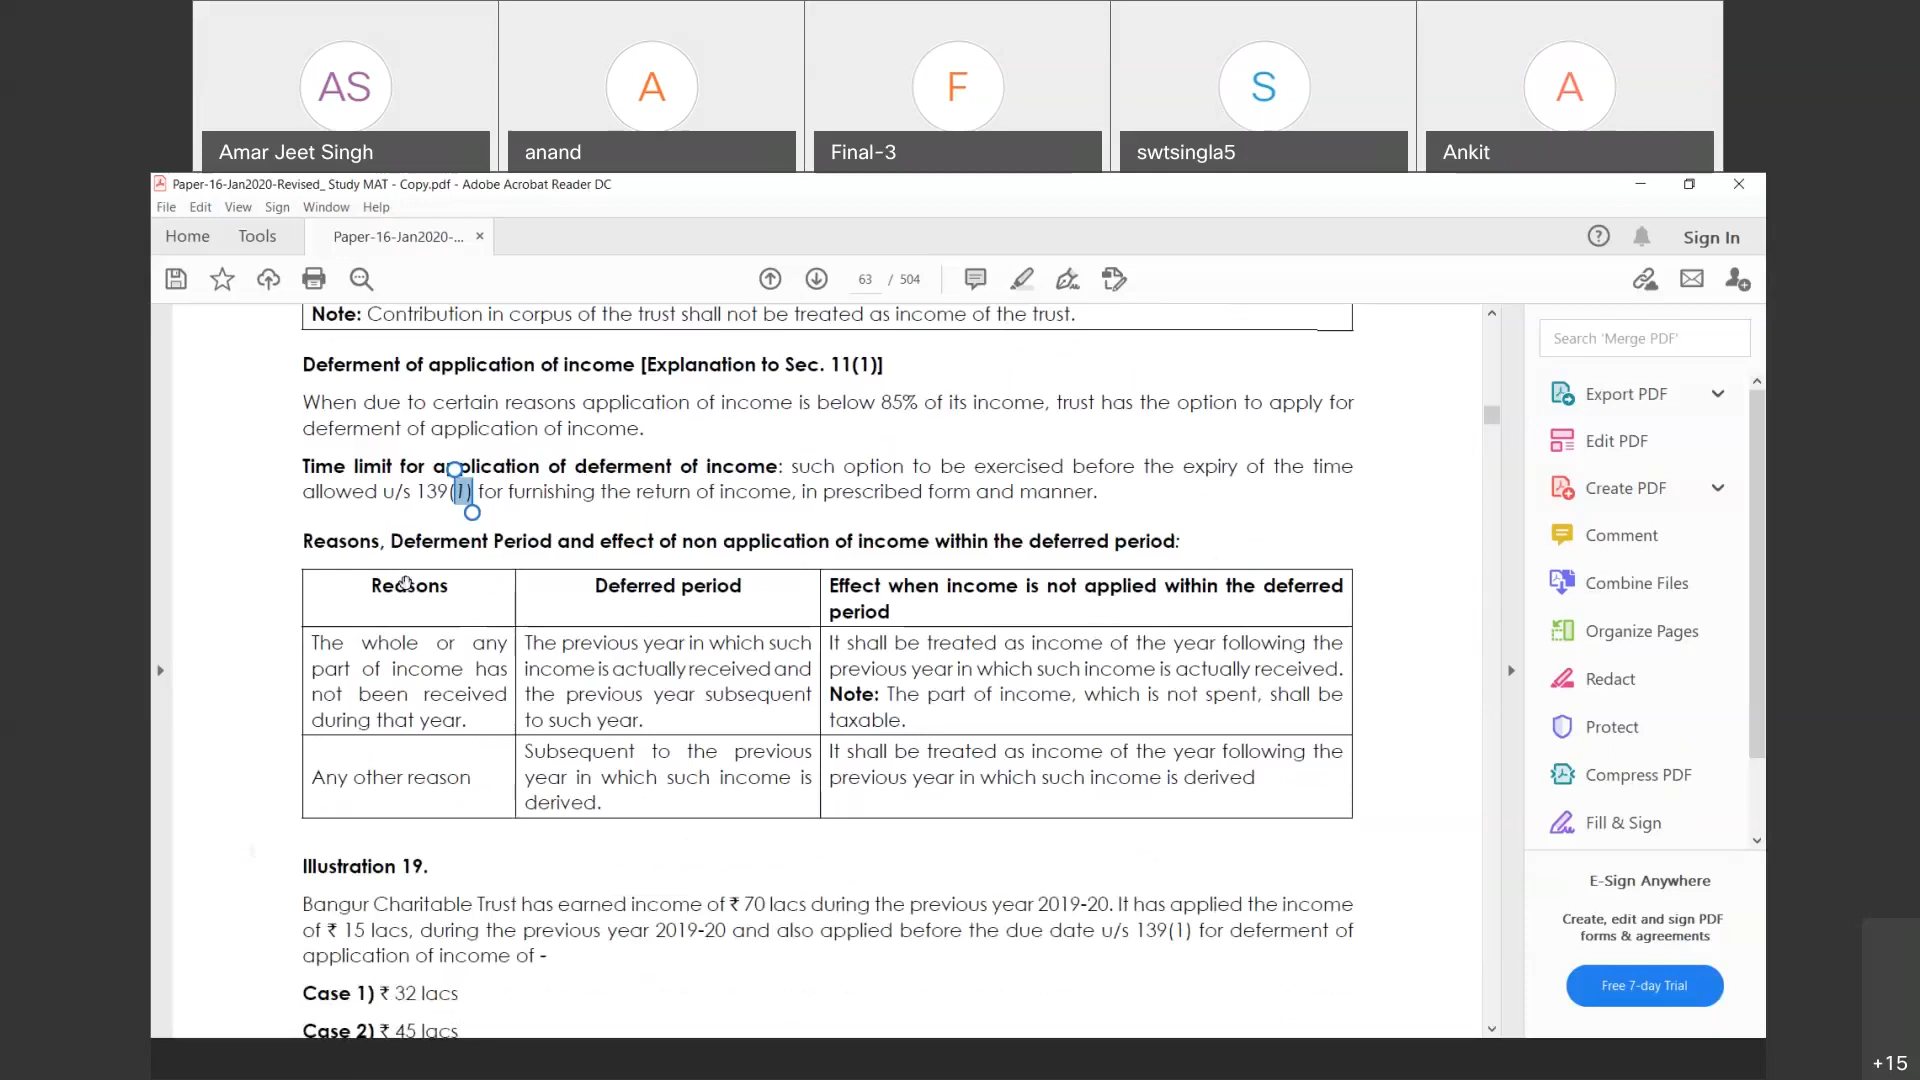 AS
A
F
S
A
Amar Jeet Singh
anand
Final-3
swtsingla5
Ankit
Paper-16-Jan2020-Revised_ Study MAT - Copy.pdf - Adobe Acrobat Reader DC
File Edit View Sign Window Help
Home Tools Paper-16-Jan2020-... × Sign In
63 / 504
Note: Contribution in corpus of the trust shall not be treated as income of the trust.
Deferment of application of income [Explanation to Sec. 11(1)]
When due to certain reasons application of income is below 85% of its income, trust has the option to apply for
deferment of application of income.
Time limit for application of deferment of income: such option to be exercised before the expiry of the time
allowed u/s 139(1) for furnishing the return of income, in prescribed form and manner.
Reasons, Deferment Period and effect of non application of income within the deferred period:
Reasons
Deferred period
Effect when income is not applied within the deferred
period
The whole or any
part of income has
not been received
during that year.
The previous year in which such
income is actually received and
the previous year subsequent
to such year.
It shall be treated as income of the year following the
previous year in which such income is actually received.
Note: The part of income, which is not spent, shall be
taxable.
Any other reason
Subsequent to the previous
year in which such income is
derived.
It shall be treated as income of the year following the
previous year in which such income is derived
Illustration 19.
Bangur Charitable Trust has earned income of ₹ 70 lacs during the previous year 2019-20. It has applied the income
of ₹ 15 lacs, during the previous year 2019-20 and also applied before the due date u/s 139(1) for deferment of
application of income of -
Case 1) ₹ 32 lacs
Case 2) ₹ 45 lacs
Search 'Merge PDF'
Export PDF
Edit PDF
Create PDF
Comment
Combine Files
Organize Pages
Redact
Protect
Compress PDF
Fill & Sign
E-Sign Anywhere
Create, edit and sign PDF
forms & agreements
Free 7-day Trial
+15